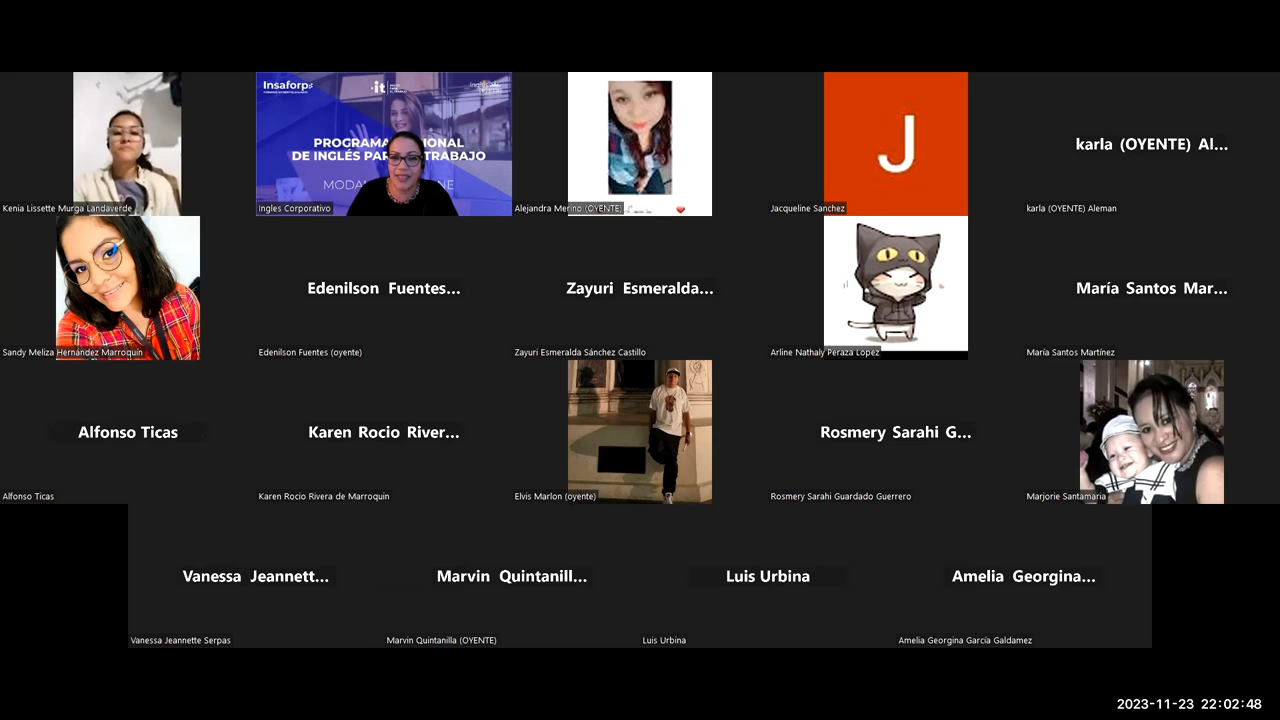 Insaforp
·it
PROGRAMA
IONAL
DE INGLÉS PAR
TRABAJO
MODAL
NE
J
karla (OYENTE) Al...
Kenia Lissette Murga Landaverde
Ingles Corporativo
Alejandra Merino (OYENTE)
Jacqueline Sanchez
karla (OYENTE) Aleman
Edenilson Fuentes...
Zayuri Esmeralda...
María Santos Mar...
Sandy Meliza Hernández Marroquín
Edenilson Fuentes (oyente)
Zayuri Esmeralda Sánchez Castillo
Arline Nathaly Peraza Lopez
María Santos Martínez
Alfonso Ticas
Karen Rocio River...
Rosmery Sarahi G...
Alfonso Ticas
Karen Rocio Rivera de Marroquin
Elvis Marlon (oyente)
Rosmery Sarahi Guardado Guerrero
Marjorie Santamaria
Vanessa Jeannett...
Marvin Quintanill...
Luis Urbina
Amelia Georgina...
Vanessa Jeannette Serpas
Marvin Quintanilla (OYENTE)
Luis Urbina
Amelia Georgina García Galdamez
2023-11-23 22:02:48